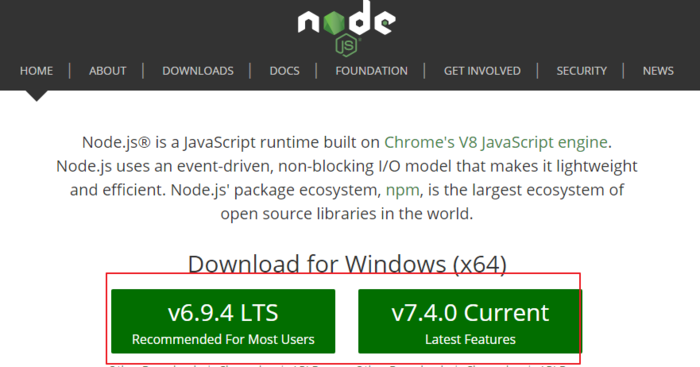 node
JS
HOME | ABOUT | DOWNLOADS | DOCS | FOUNDATION | GET INVOLVED | SECURITY | NEWS
Node.js® is a JavaScript runtime built on Chrome's V8 JavaScript engine.
Node.js uses an event-driven, non-blocking I/O model that makes it lightweight
and efficient. Node.js' package ecosystem, npm, is the largest ecosystem of
open source libraries in the world.
Download for Windows (x64)
v6.9.4 LTS
Recommended For Most Users
v7.4.0 Current
Latest Features